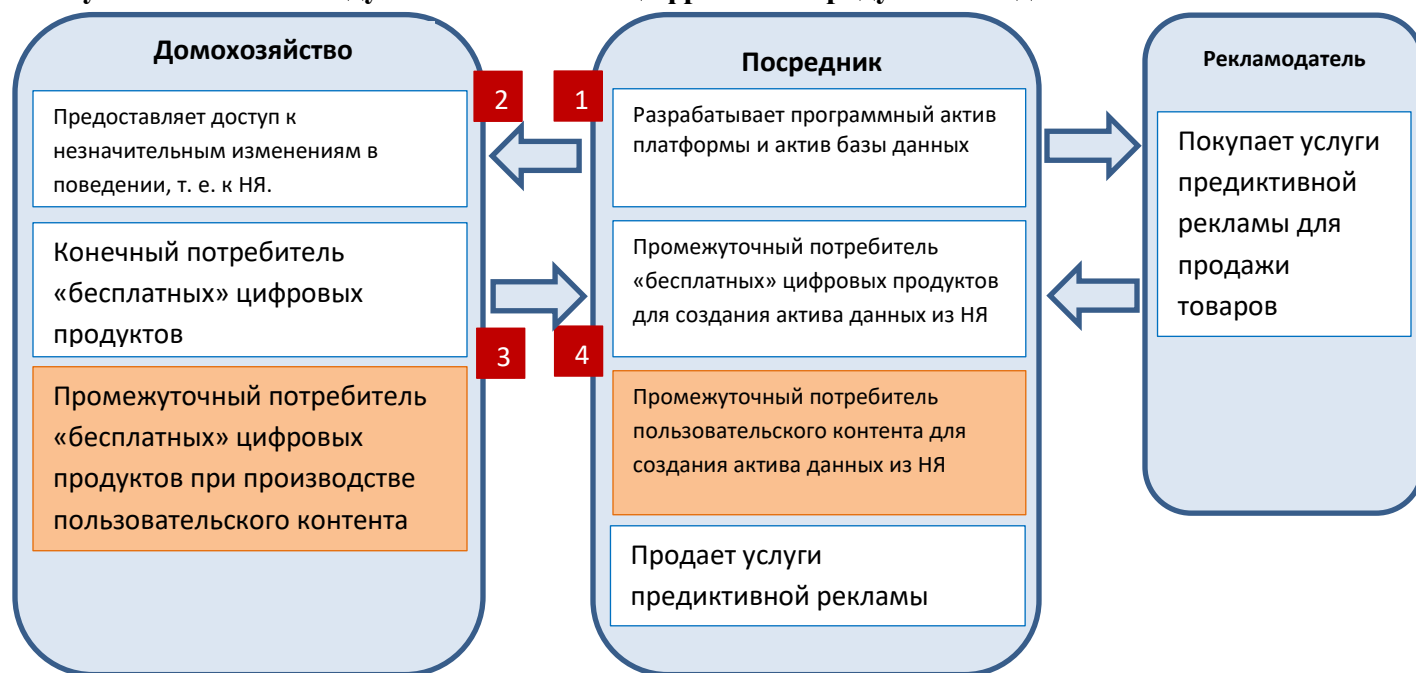 Домохозяйство
2
Предоставляет доступ к
незначительным изменениям в
поведении, т. е. к НЯ.
Конечный потребитель
«бесплатных» цифровых
продуктов
3
Промежуточный потребитель
«бесплатных» цифровых
продуктов при производстве
пользовательского контента
Посредник
1
Разрабатывает программный актив
платформы и актив базы данных
Промежуточный потребитель
«бесплатных» цифровых продуктов
для создания актива данных из НЯ
4
Промежуточный потребитель
пользовательского контента для
создания актива данных из НЯ
Продает услуги
предиктивной рекламы
Рекламодатель
Покупает услуги
предиктивной
рекламы для
продажи
товаров